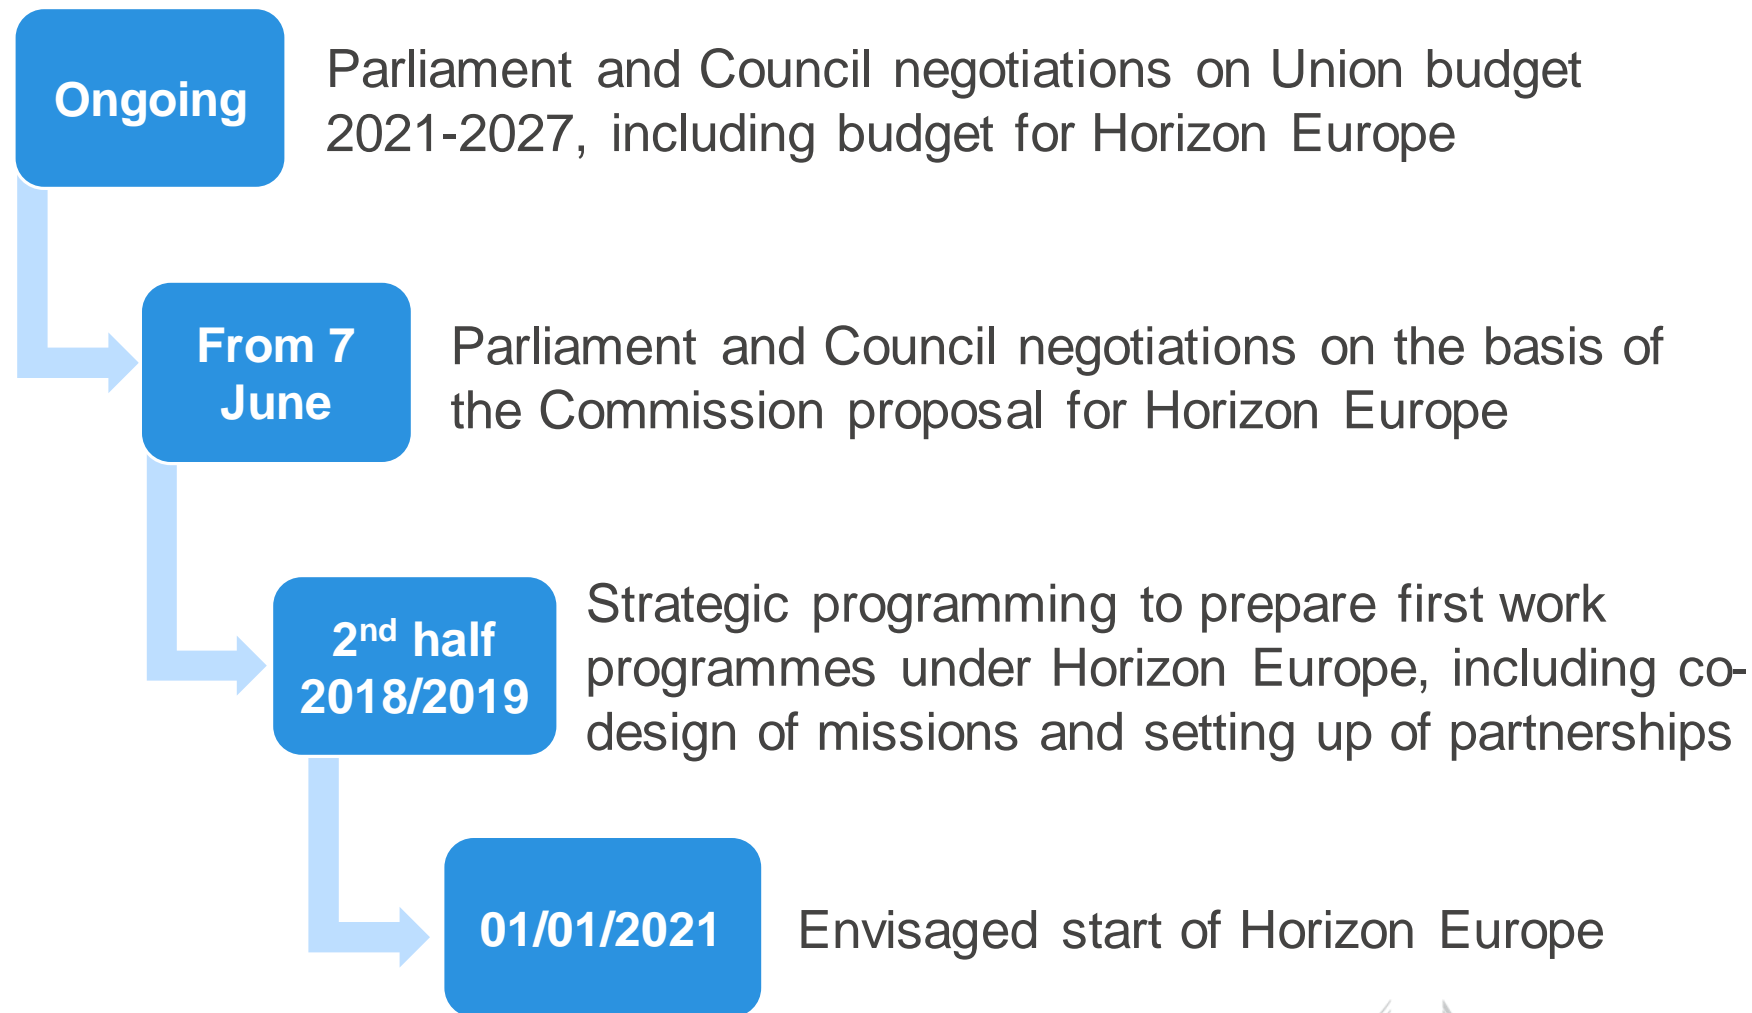 Ongoing
Parliament and Council negotiations on Union budget
2021-2027, including budget for Horizon Europe
From 7
June
Parliament and Council negotiations on the basis of
the Commission proposal for Horizon Europe
2nd half
2018/2019
Strategic programming to prepare first work
programmes under Horizon Europe, including co-
design of missions and setting up of partnerships
01/01/2021
Envisaged start of Horizon Europe